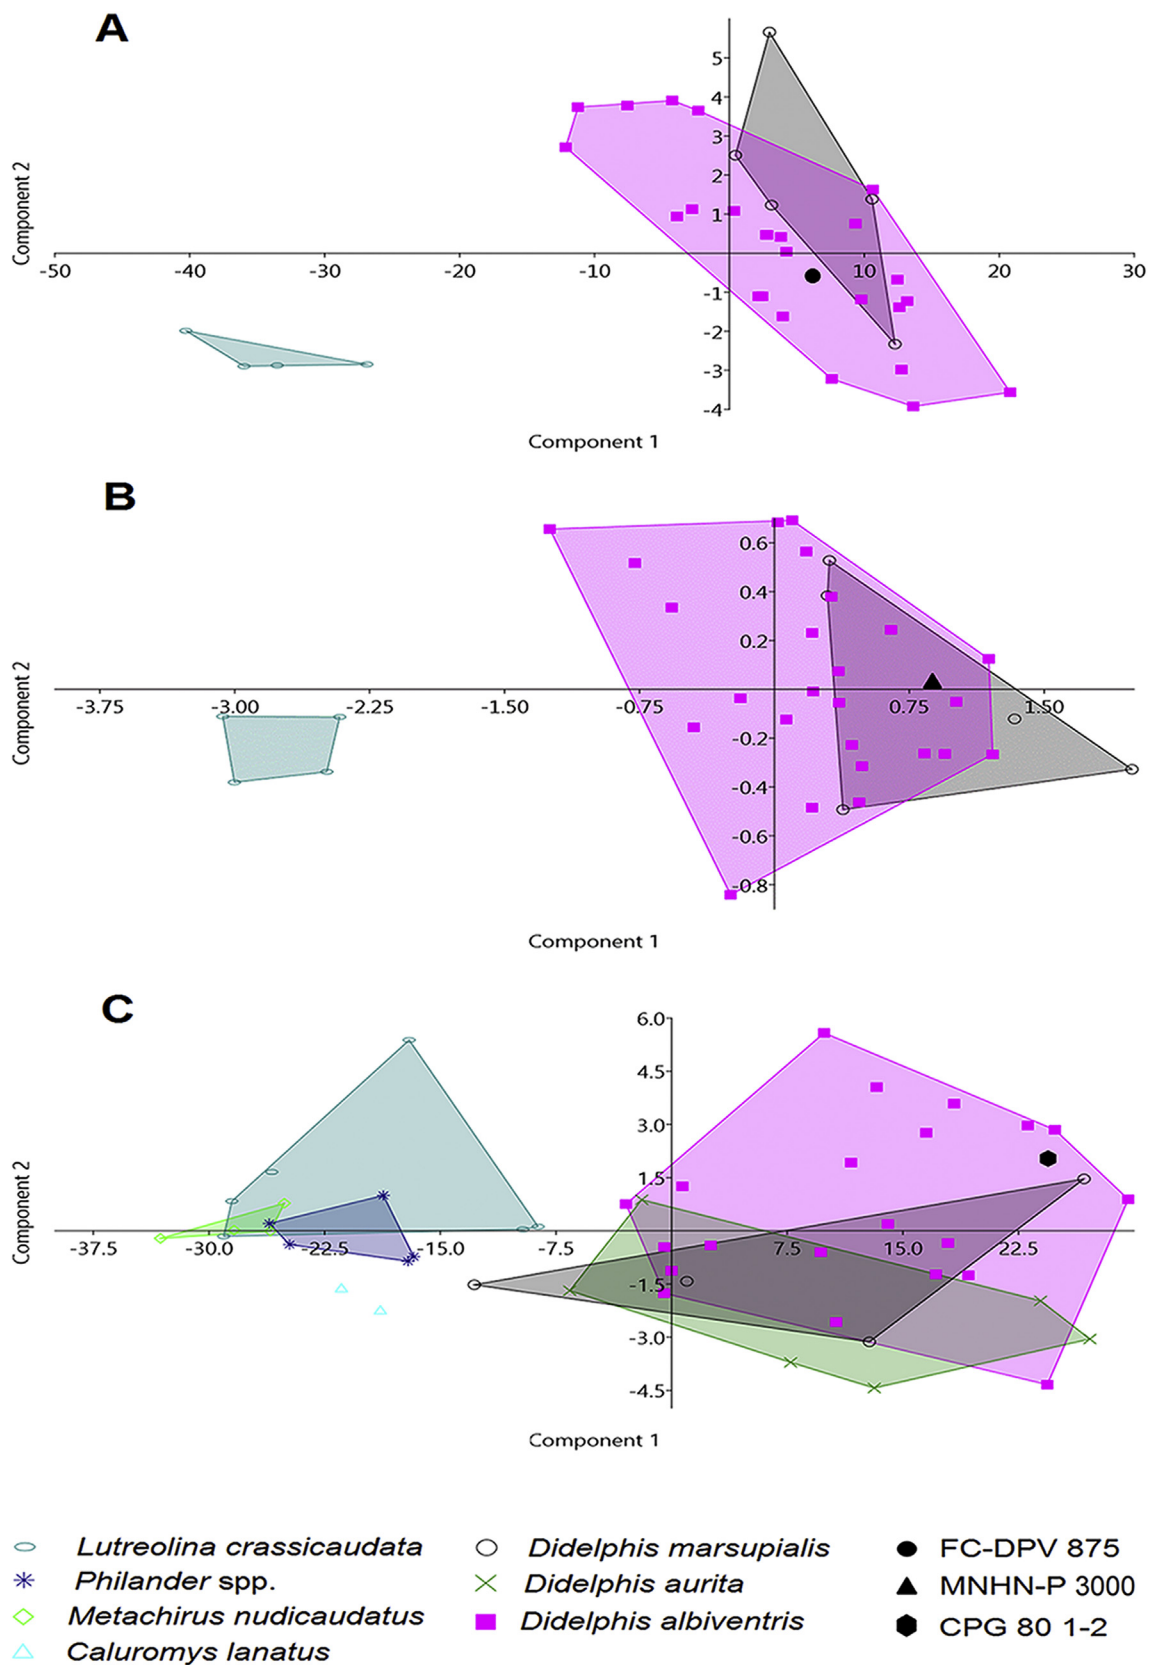 A
Component 2
5
4
3
2
1
-50 -40 -30 -20 -10 10 20 30
-1
-2
-3
-4
Component 1
B
Component 2
0.6
0.4
0.2
-3.75 -3.00 -2.25 -1.50 -0.75 0.75 1.50
-0.2
-0.4
-0.6
-0.8
Component 1
C
Component 2
6.0
4.5
3.0
1.5
-37.5 -30.0 -22.5 -15.0 -7.5 7.5 15.0 22.5
-1.5
-3.0
-4.5
Component 1
Lutreolina crassicaudata
Philander spp.
Metachirus nudicaudatus
Caluromys lanatus
Didelphis marsupialis
Didelphis aurita
Didelphis albiventris
FC-DPV 875
MNHN-P 3000
CPG 80 1-2